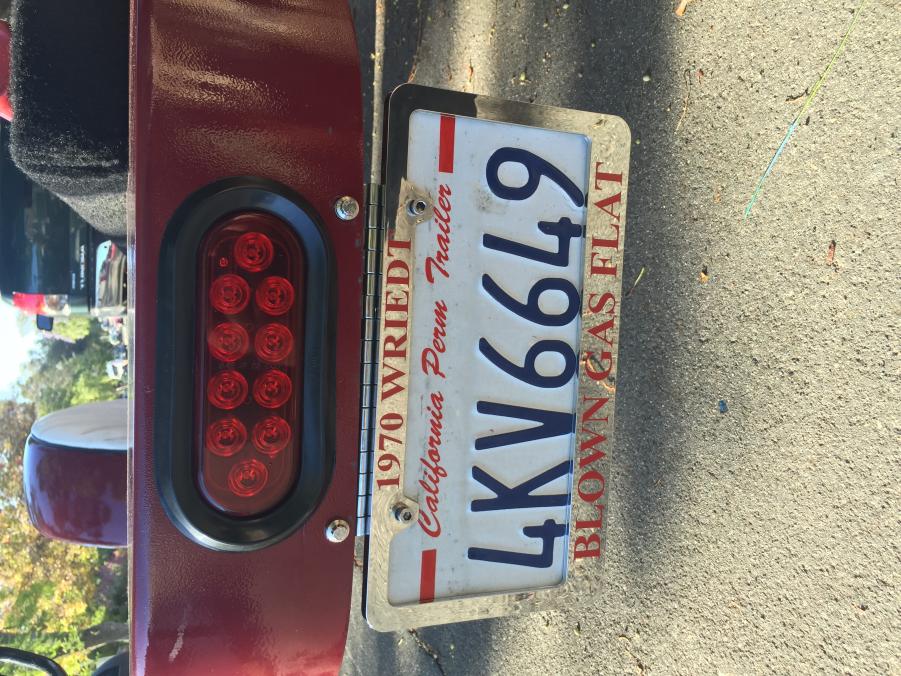 1970 WRIEDT
California Perm Trailer
4KV6649
BLOWN GAS FLAT